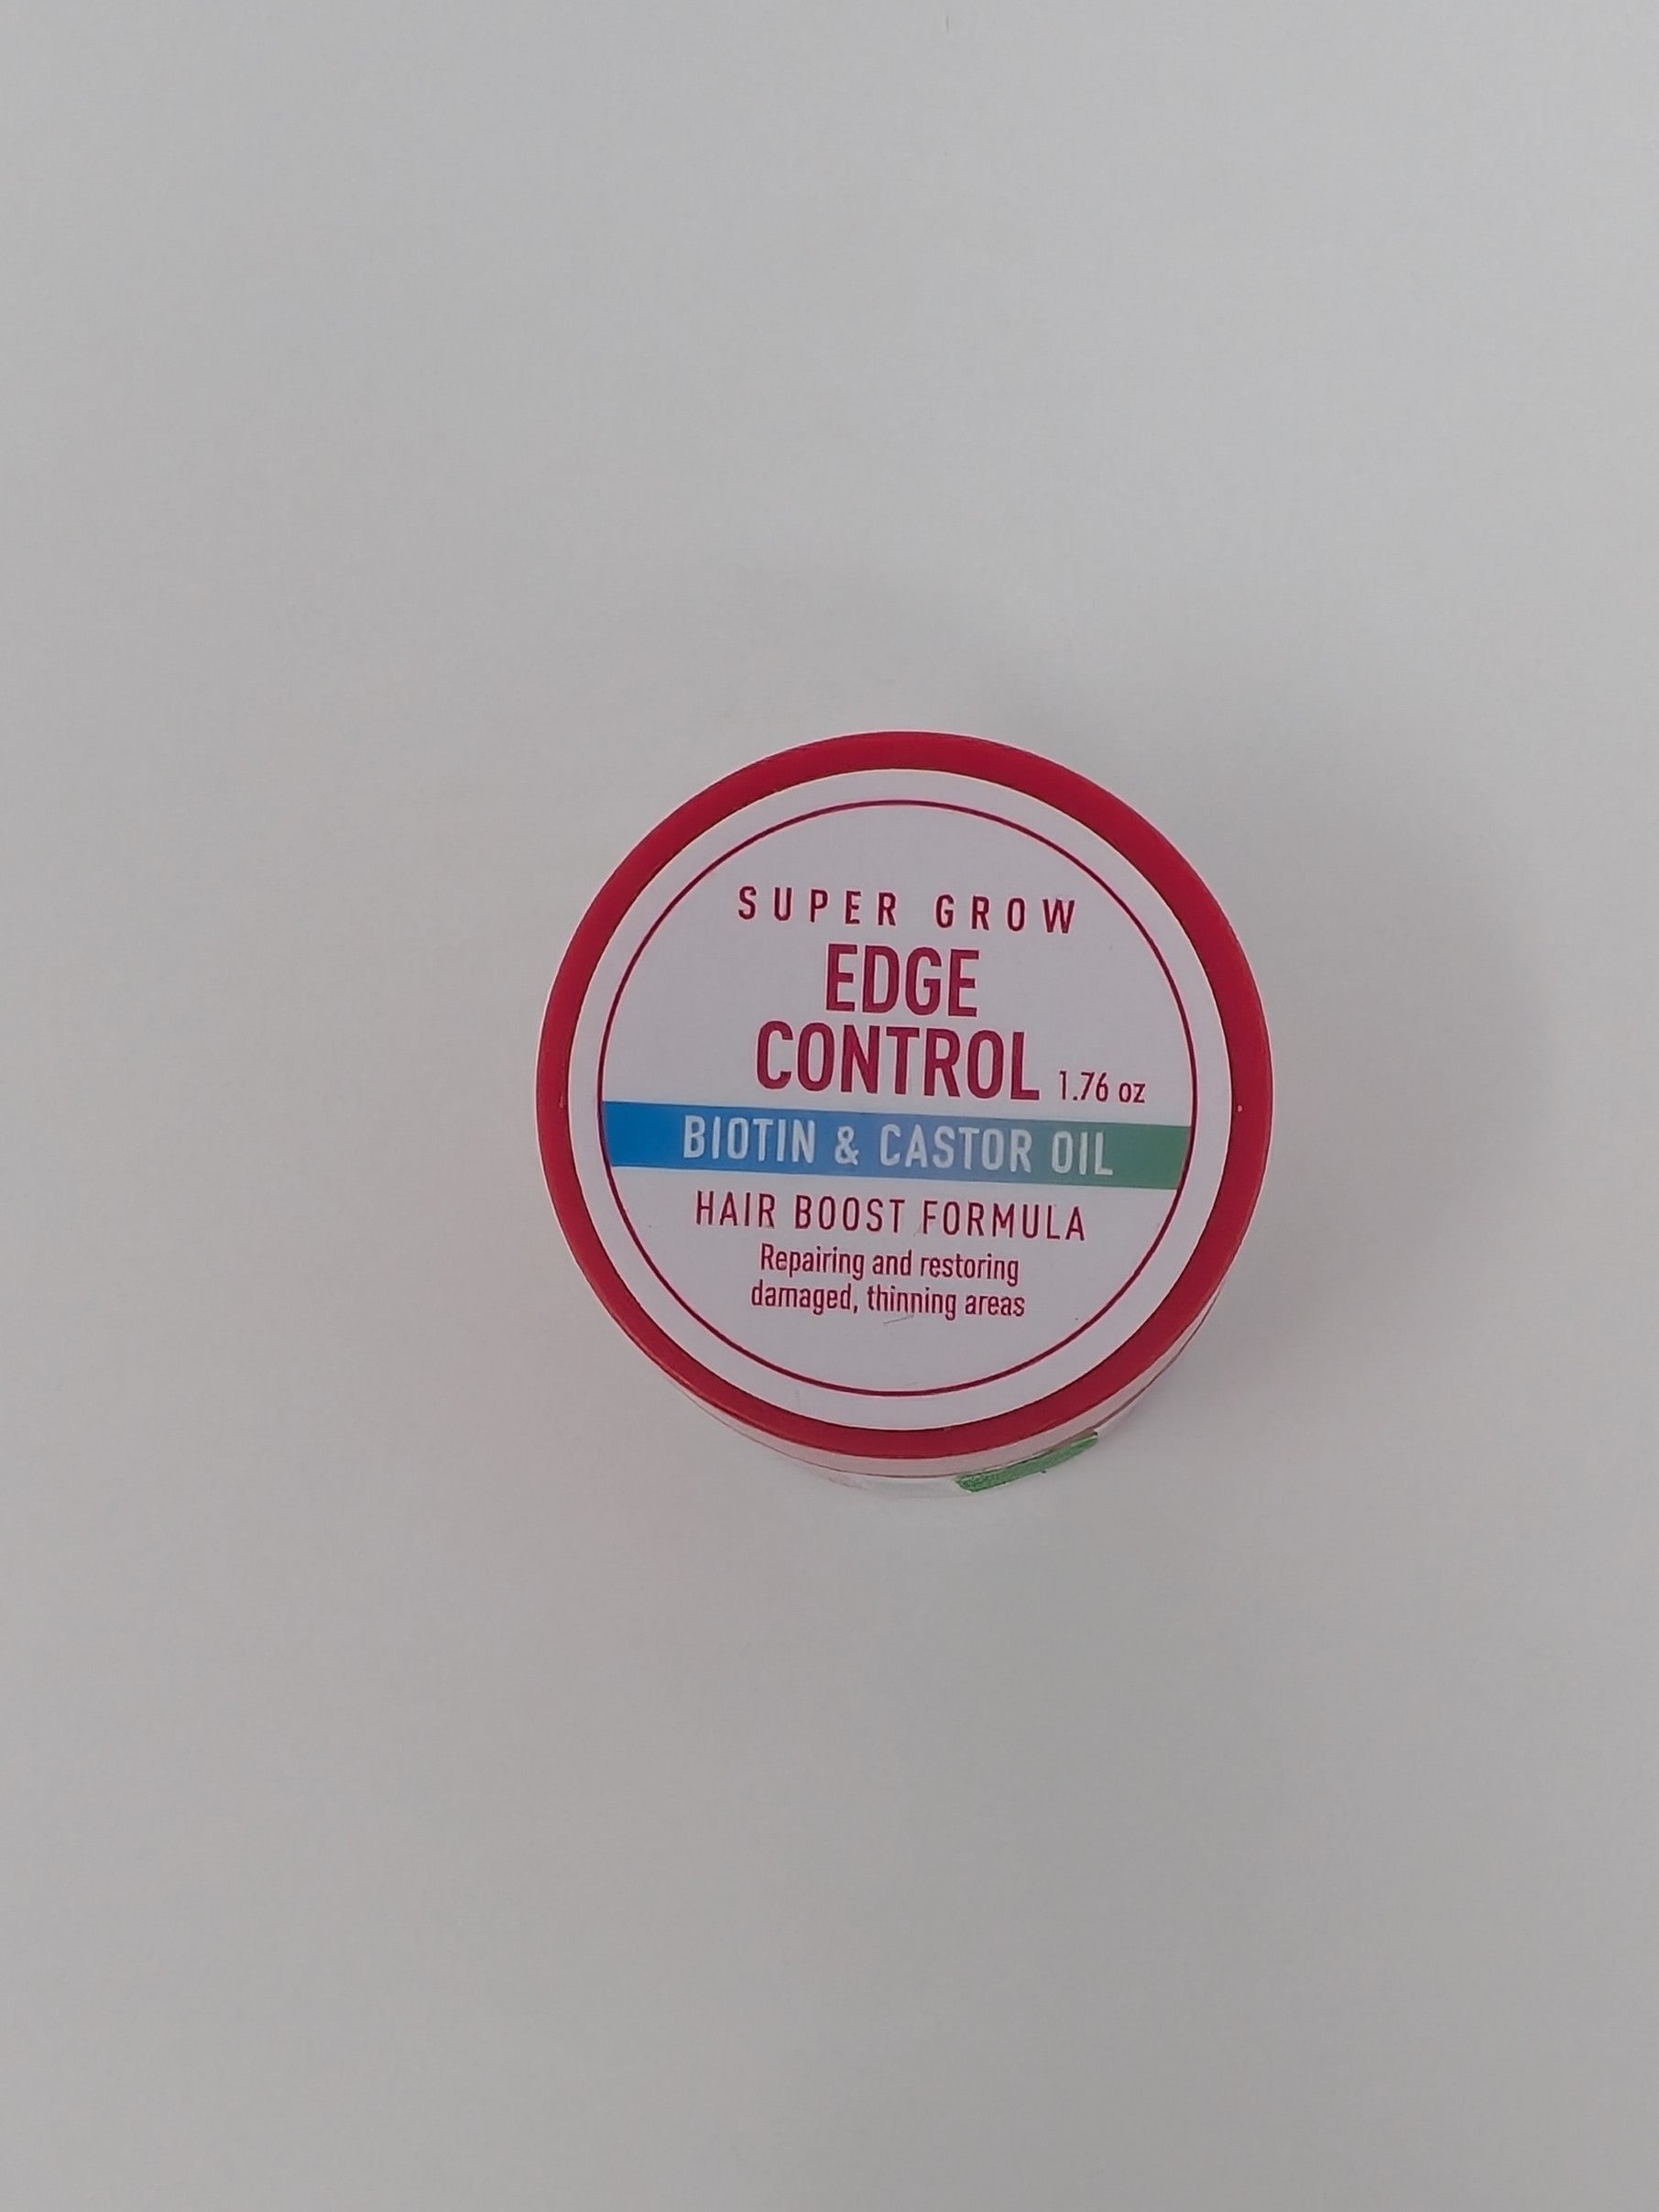 SUPER GROW
EDGE
CONTROL 1.76 oz
BIOTIN & CASTOR OIL
HAIR BOOST FORMULA
Repairing and restoring
damaged, thinning areas